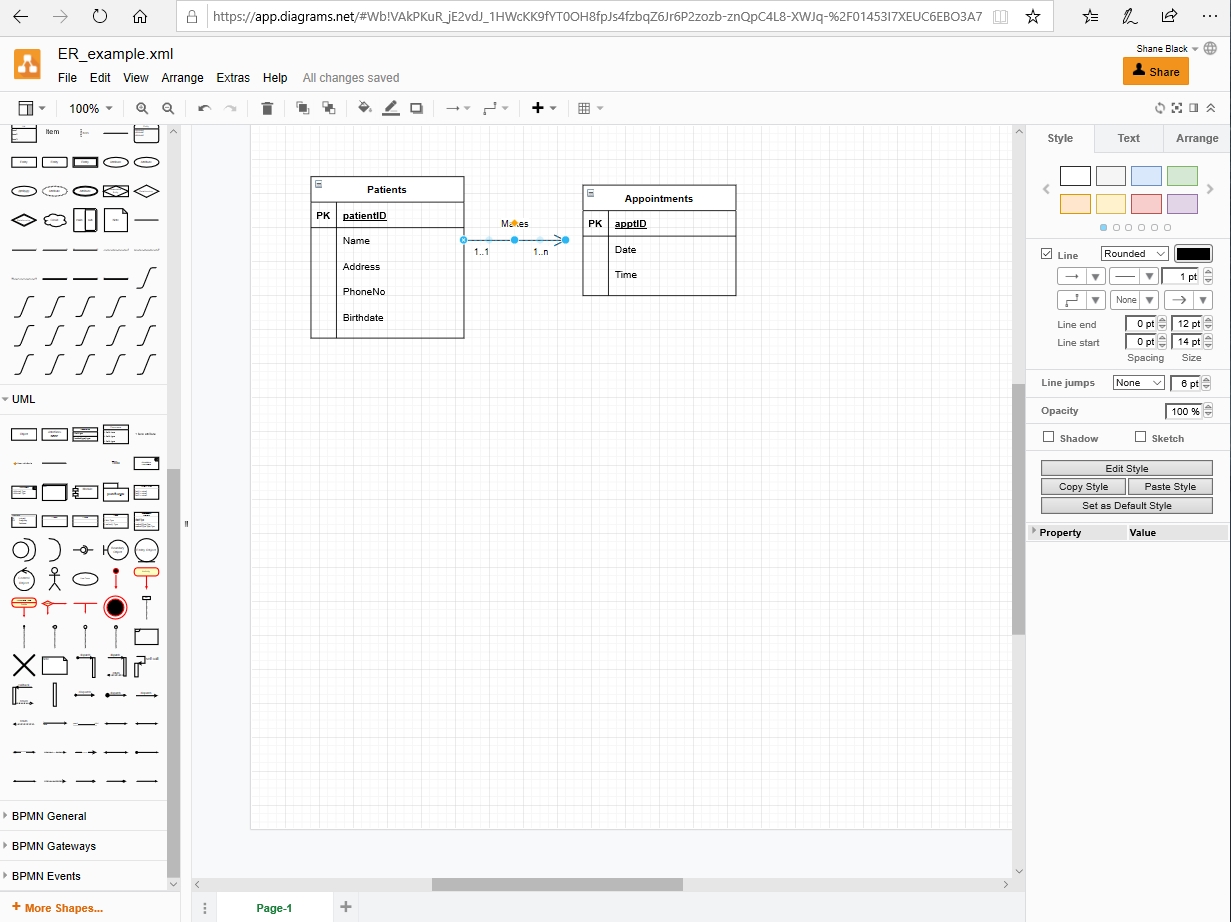 https://app.diagrams.net/#Wb!VAkPKuR_jE2vdJ_1HWcKK9fYT0OH8fpJs4fzbqZ6Jr6P2zozb-znQpC4L8-XWJq-%2F01453I7XEUC6EBO3A7
ER_example.xml
Shane Black
File Edit View Arrange Extras Help All changes saved
Share
100%
Style Text Arrange
Item
Patients
PK patientID
Name
Address
PhoneNo
Birthdate
Makes
1..1 1..n
Appointments
PK apptID
Date
Time
Line Rounded
1 pt
None
Line end 0 pt 12 pt
Line start 0 pt 14 pt
Spacing Size
Line jumps None 6 pt
Opacity 100 %
Shadow Sketch
Edit Style
Copy Style Paste Style
Set as Default Style
Property Value
UML
BPMN General
BPMN Gateways
BPMN Events
+ More Shapes...
Page-1